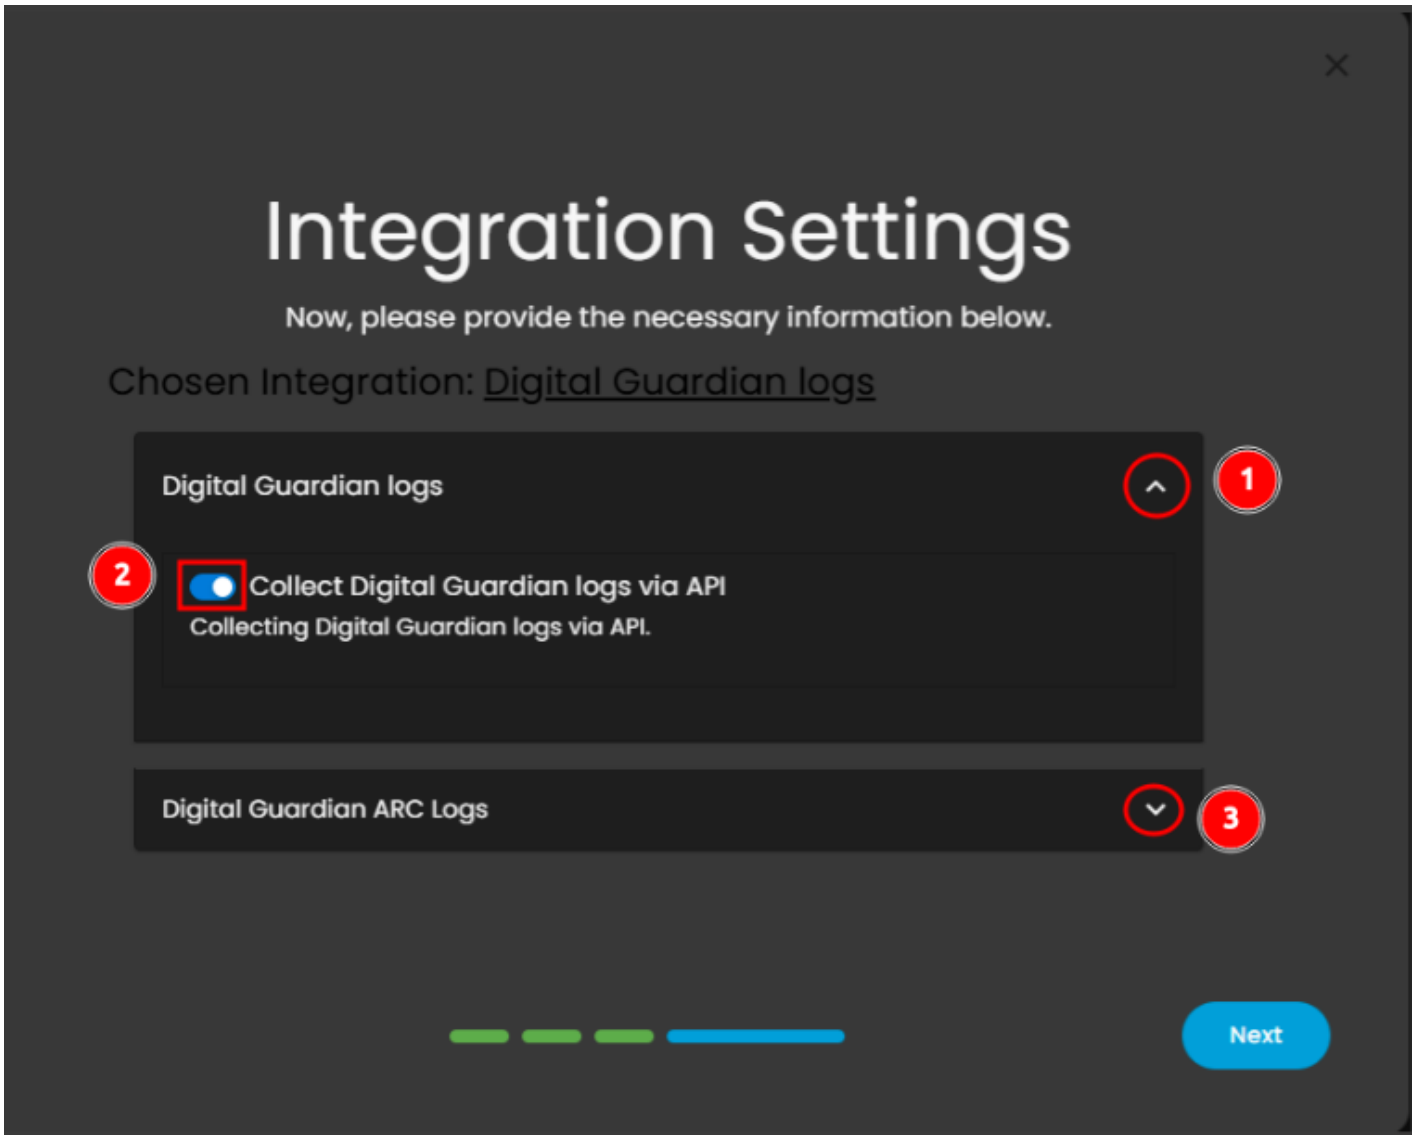 Integration Settings
Now, please provide the necessary information below.
Chosen Integration: Digital Guardian logs
Digital Guardian logs
1
2
Collect Digital Guardian logs via API
Collecting Digital Guardian logs via API.
Digital Guardian ARC Logs
3
Next